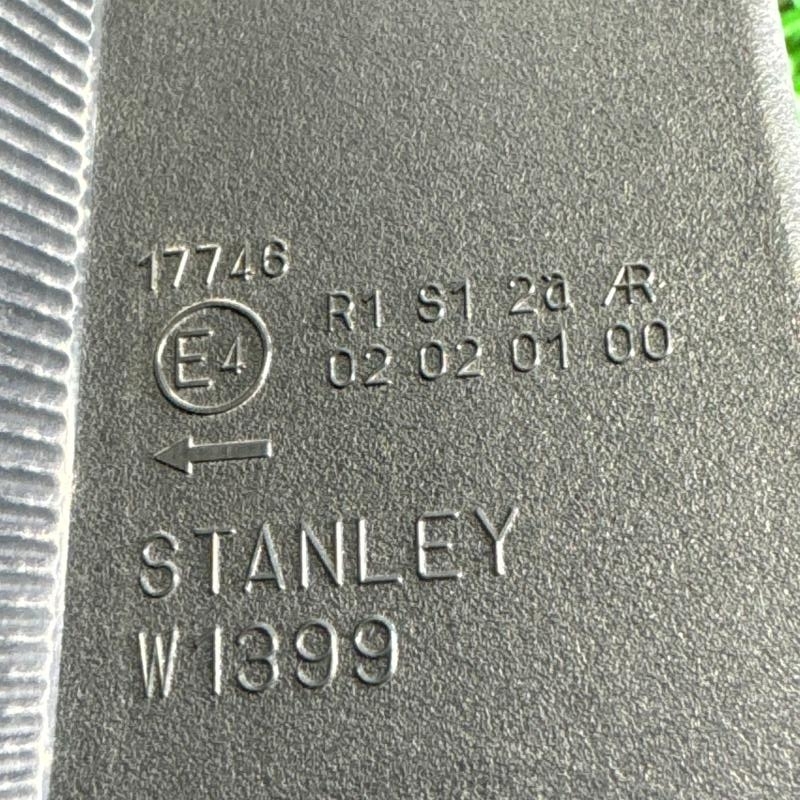 17746
E4
R1 S1 2a AR
02 02 01 00
←
STANLEY
W1399